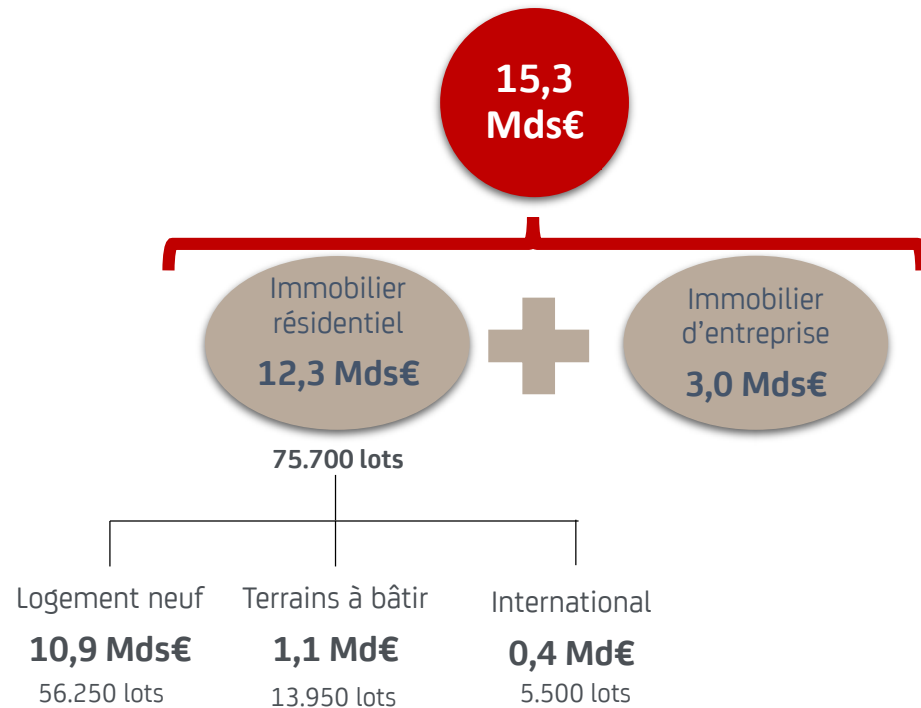 15,3
Mds€
Immobilier
résidentiel
12,3 Mds€
Immobilier
d’entreprise
3,0 Mds€
75.700 lots
Logement neuf
10,9 Mds€
56.250 lots
Terrains à bâtir
1,1 Md€
13.950 lots
International
0,4 Md€
5.500 lots